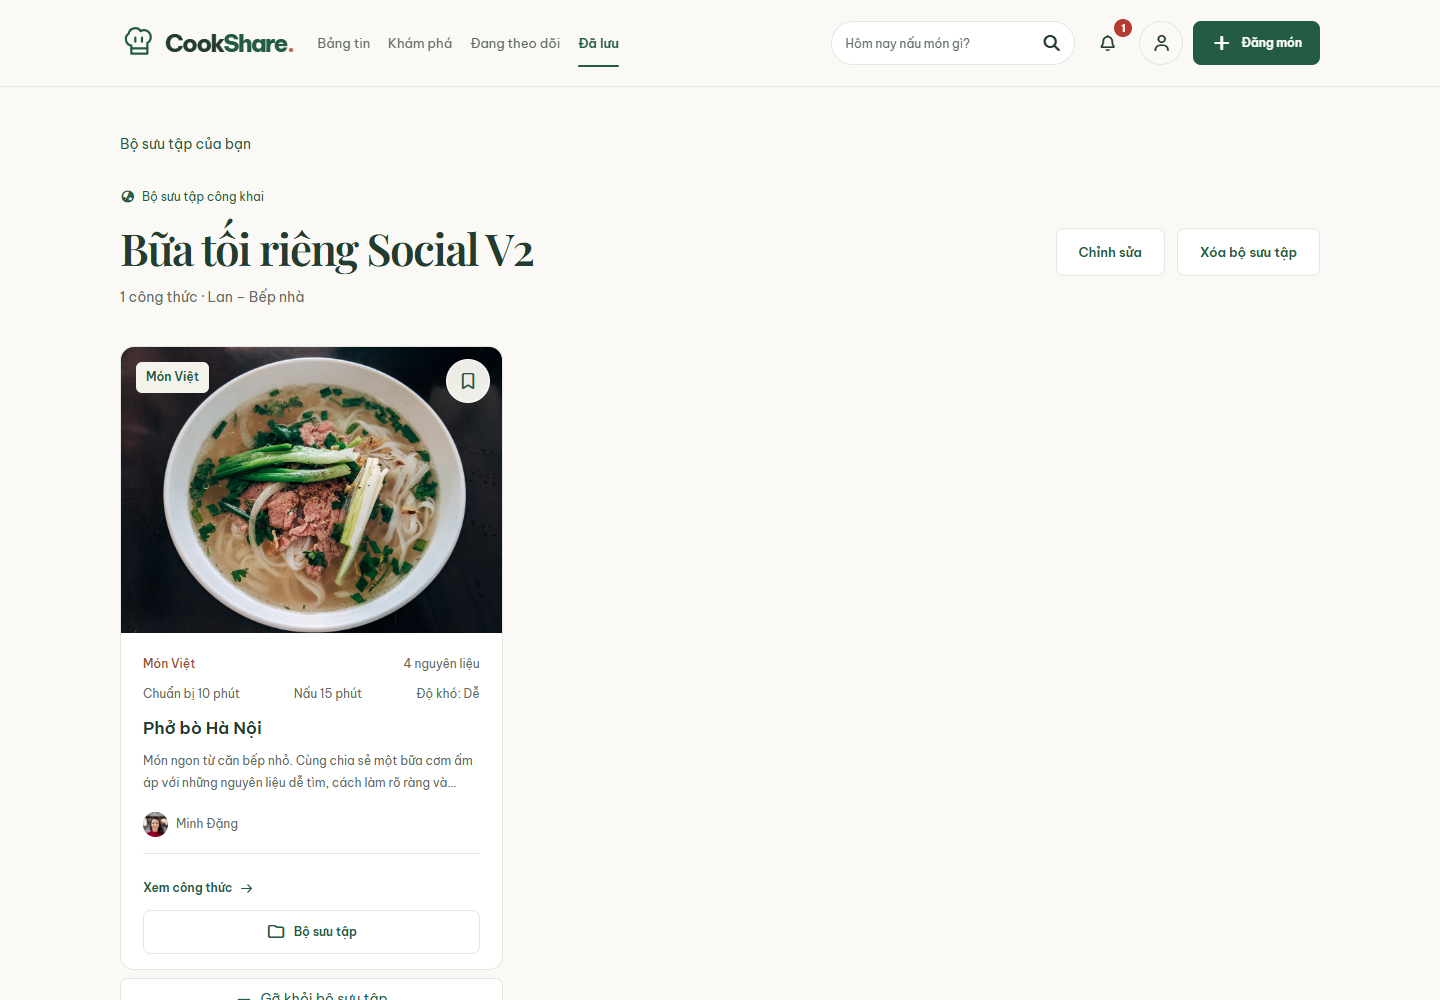 CookShare.
Bảng tin
Khám phá
Đang theo dõi
Đã lưu
Hôm nay nấu món gì?
1
Đăng món
Bộ sưu tập của bạn
Bộ sưu tập công khai
Bữa tối riêng Social V2
1 công thức · Lan – Bếp nhà
Chỉnh sửa
Xóa bộ sưu tập
Món Việt
Món Việt
4 nguyên liệu
Chuẩn bị 10 phút
Nấu 15 phút
Độ khó: Dễ
Phở bò Hà Nội
Món ngon từ căn bếp nhỏ. Cùng chia sẻ một bữa cơm ấm
áp với những nguyên liệu dễ tìm, cách làm rõ ràng và...
Minh Đặng
Xem công thức
Bộ sưu tập
Gỡ khỏi bộ sưu tập